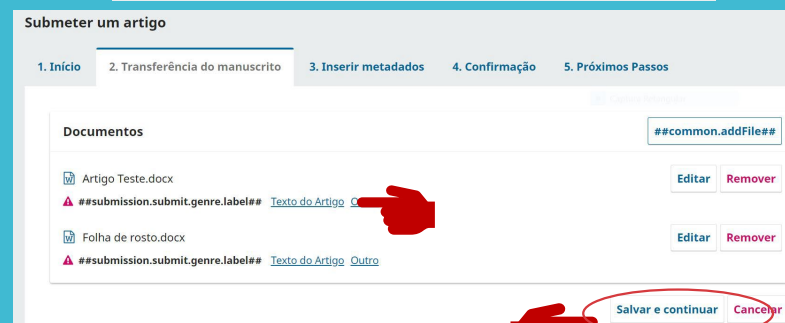 Submeter um artigo
1. Início 2. Transferência do manuscrito 3. Inserir metadados 4. Confirmação 5. Próximos Passos
Documentos ##common.addFile##
Artigo Teste.docx Editar Remover
##submission.submit.genre.label## Texto do Artigo
Folha de rosto.docx Editar Remover
##submission.submit.genre.label## Texto do Artigo Outro
Salvar e continuar Cancelar